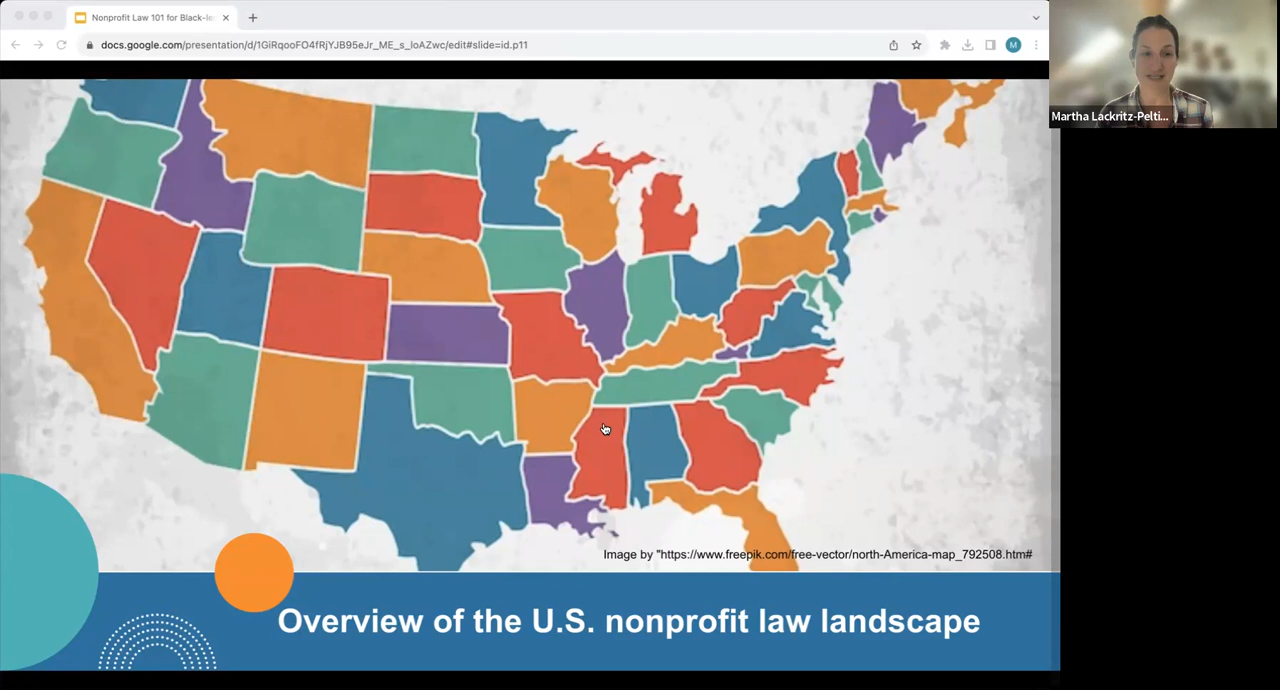 Nonprofit Law 101 for Black-le
docs.google.com/presentation/d/1GiRqooFO4fRjYJB95eJr_ME_s_loAZwc/edit#slide=id.p11
M
Martha Lackritz-Pelti...
Image by "https://www.freepik.com/free-vector/north-America-map_792508.htm#
Overview of the U.S. nonprofit law landscape